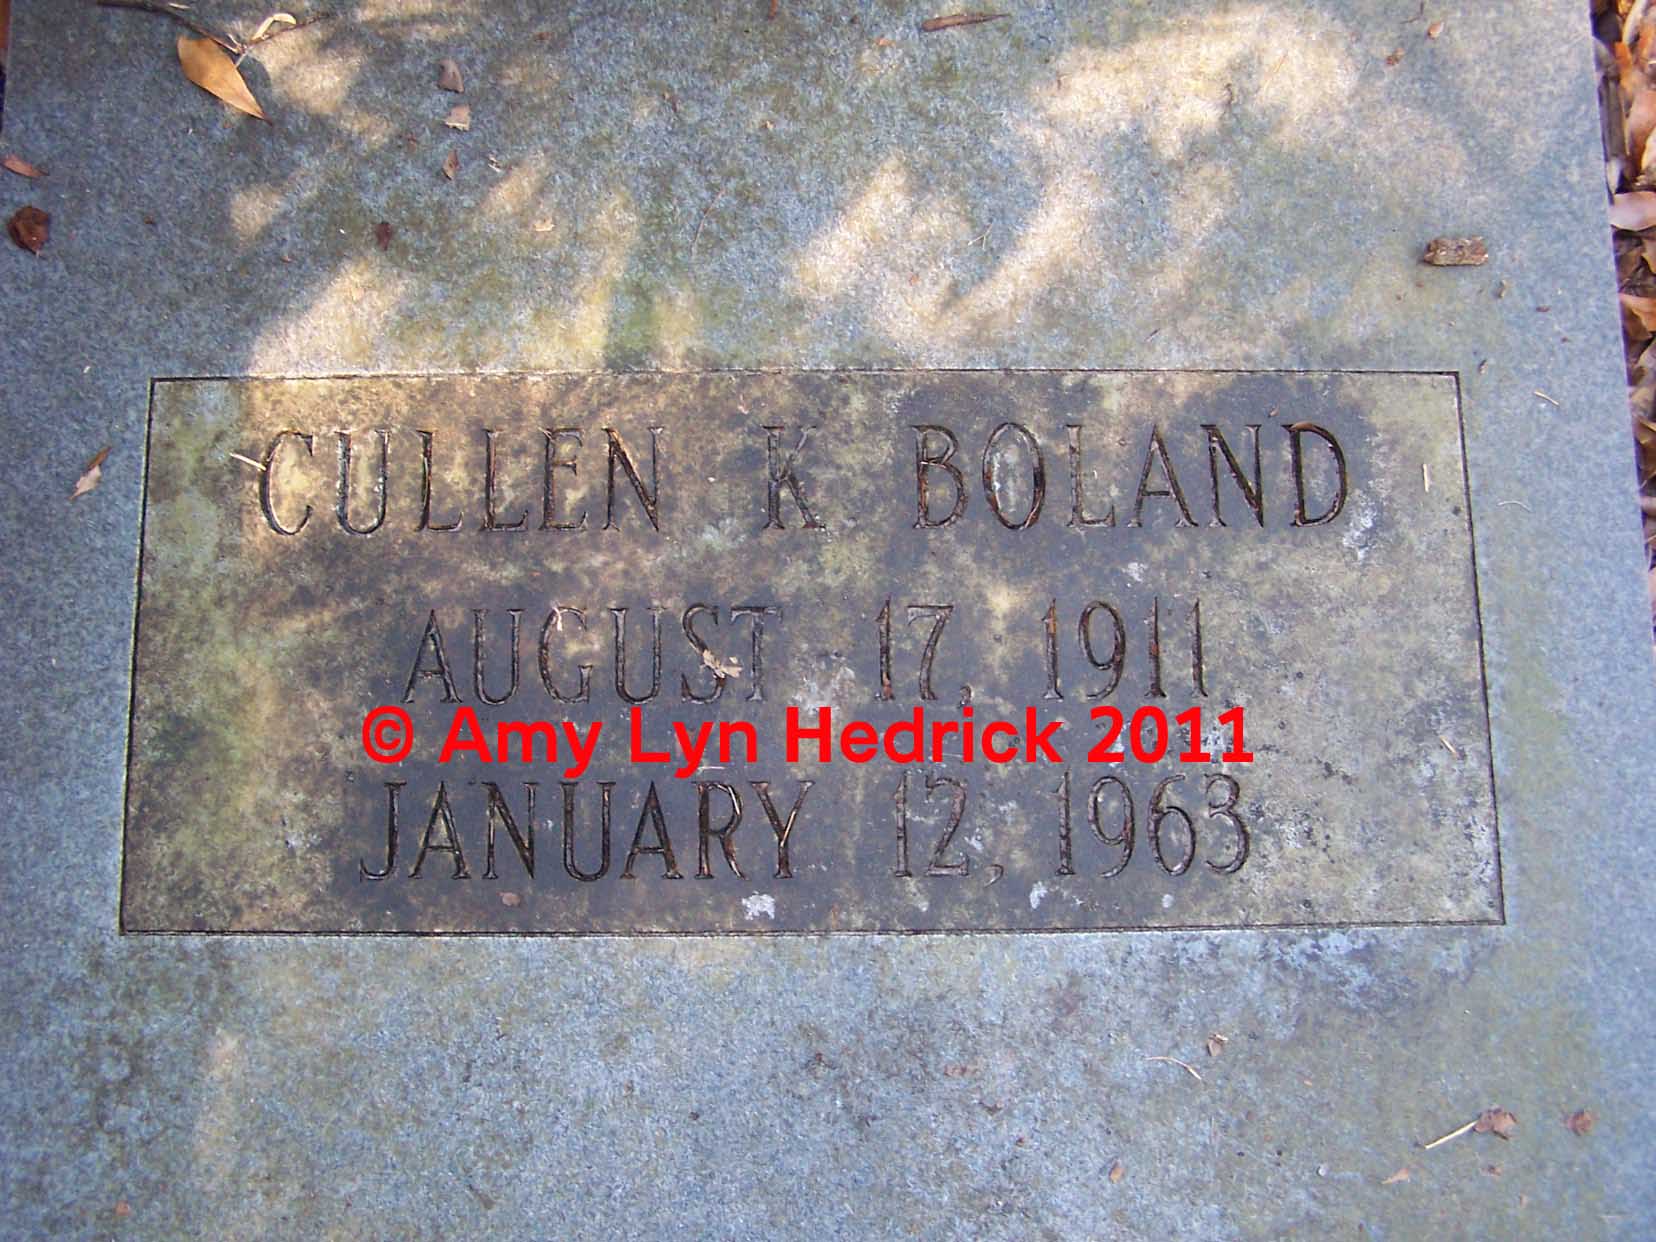 CULLEN K BOLAND
AUGUST 17, 1911
© Amy Lyn Hedrick 2011
JANUARY 12, 1963